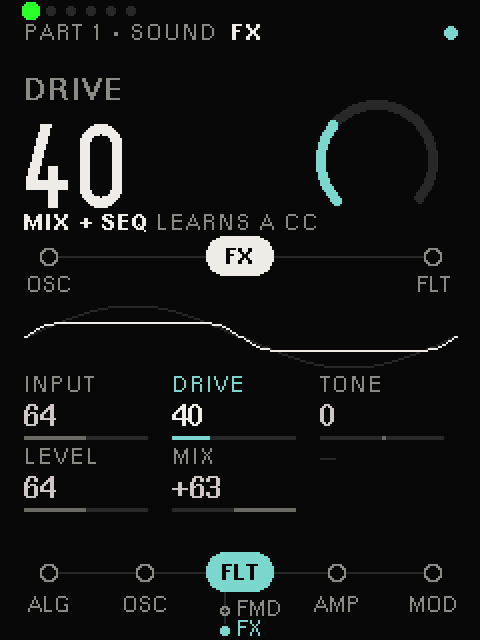 PART 1 · SOUND FX
DRIVE
40
MIX + SEQ LEARNS A CC
FX
OSC FLT
INPUT DRIVE TONE
64 40 0
LEVEL MIX —
64 +63
FLT
ALG OSC AMP MOD
FMD
FX